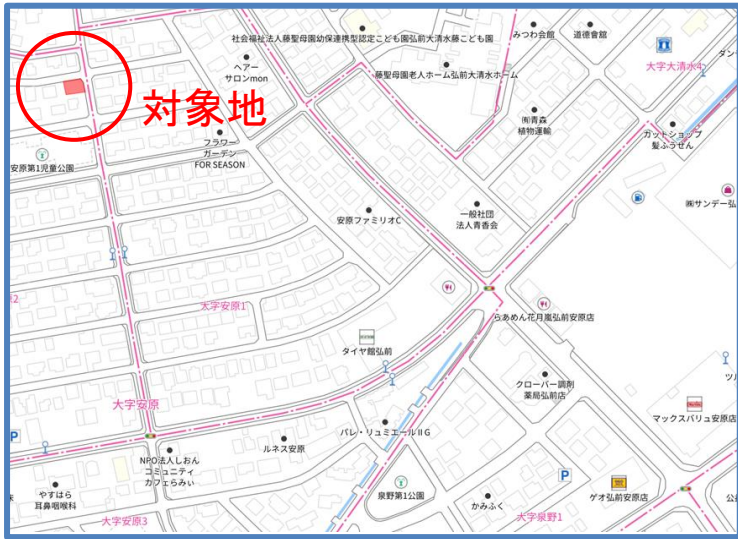 社会福祉法人藤聖母園幼保連携型認定こども園弘前大清水藤こども園
みつわ会館
道徳會舘
ヘアー
サロンmon
藤聖母園老人ホーム弘前大清水ホーム
大字大清水4
ダン
対象地
㈲青森
植物運輸
カットショップ
髪ふうせん
フラワー
ガーデン
FOR SEASON
安原第1児童公園
㈱サンデー弘
安原ファミリオC
一般社団
法人青香会
2
大字安原1
らあめん花月嵐弘前安原店
タイヤ館弘前
クローバー調剤
薬局弘前店
ツル
マックスバリュ安原店
大字安原
P
パレ・リュミエールⅡG
ルネス安原
NPO法人しおん
コミュニティ
カフェらみぃ
P
泉野第1公園
ゲオ弘前安原店
やすはら
耳鼻咽喉科
かみふく
大字安原3
大字泉野1